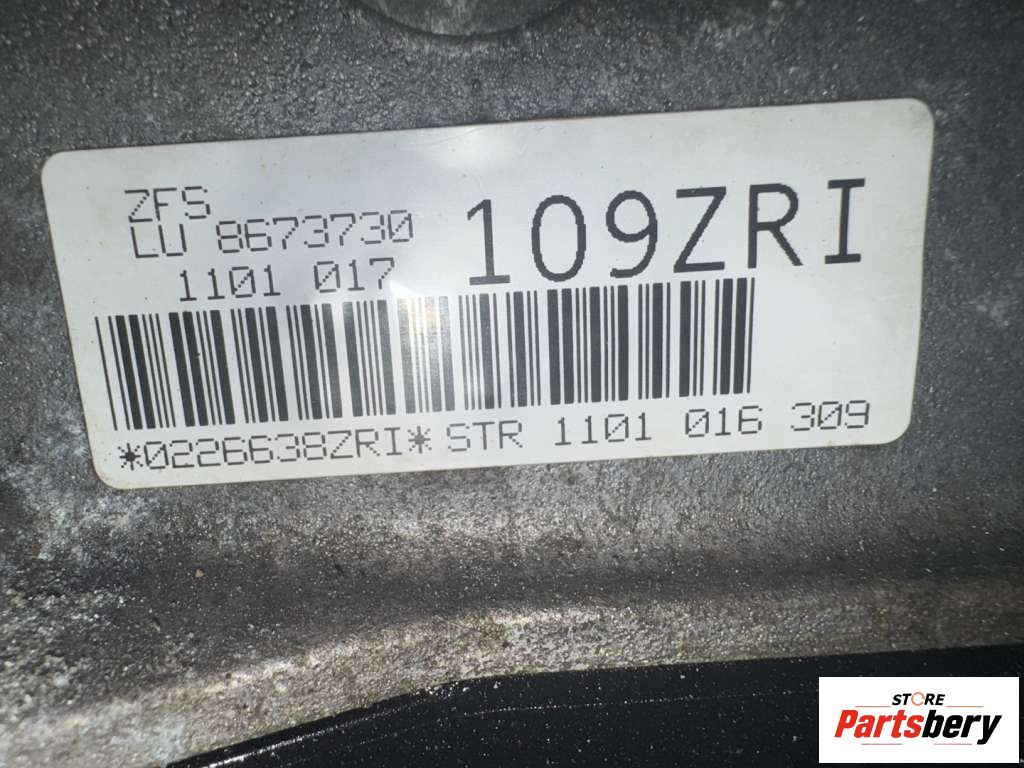 ZFS
LU 8673730
1101 017
109ZRI
*0226638ZRI* STR 1101 016 309
STORE
Partsbery